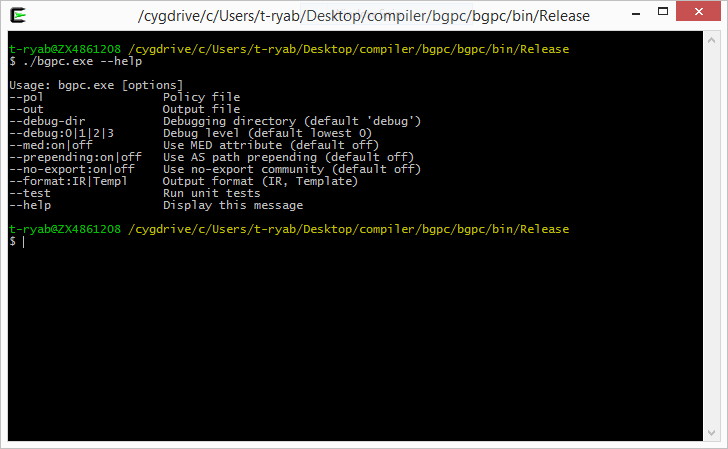 /cygdrive/c/Users/t-ryab/Desktop/compiler/bgpc/bgpc/bin/Release
t-ryab@ZX4861208 /cygdrive/c/Users/t-ryab/Desktop/compiler/bgpc/bgpc/bin/Release
$ ./bgpc.exe --help
Usage: bgpc.exe [options]
--pol Policy file
--out Output file
--debug-dir Debugging directory (default 'debug')
--debug:0|1|2|3 Debug level (default lowest 0)
--med:on|off Use MED attribute (default off)
--prepending:on|off Use AS path prepending (default off)
--no-export:on|off Use no-export community (default off)
--format:IR|Templ Output format (IR, Template)
--test Run unit tests
--help Display this message
t-ryab@ZX4861208 /cygdrive/c/Users/t-ryab/Desktop/compiler/bgpc/bgpc/bin/Release
$